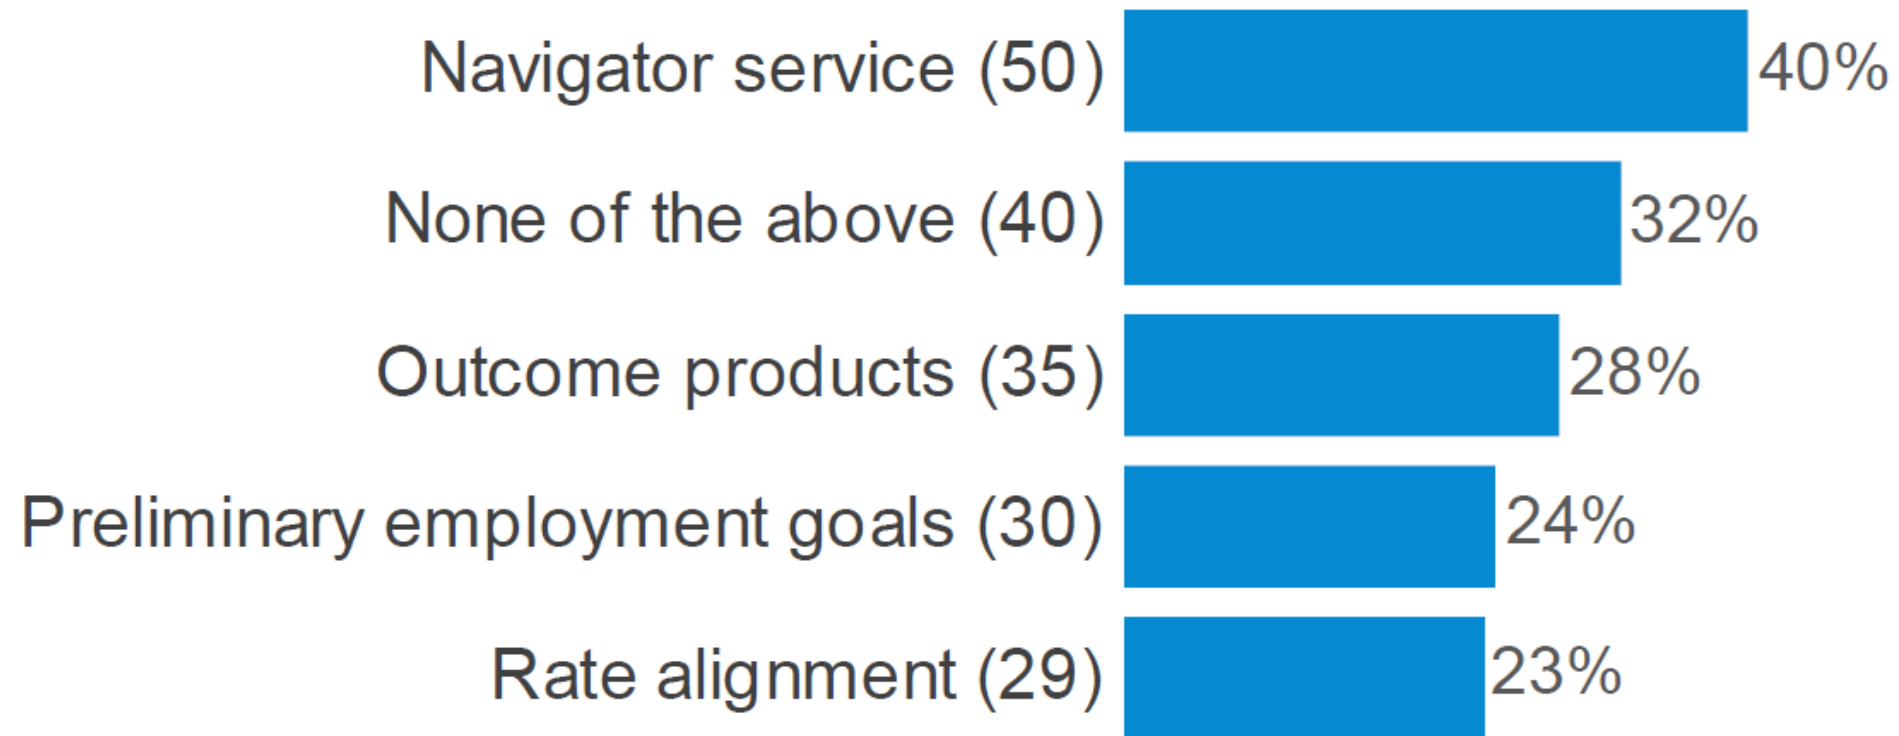 Navigator service (50) 40%
None of the above (40) 32%
Outcome products (35) 28%
Preliminary employment goals (30) 24%
Rate alignment (29) 23%